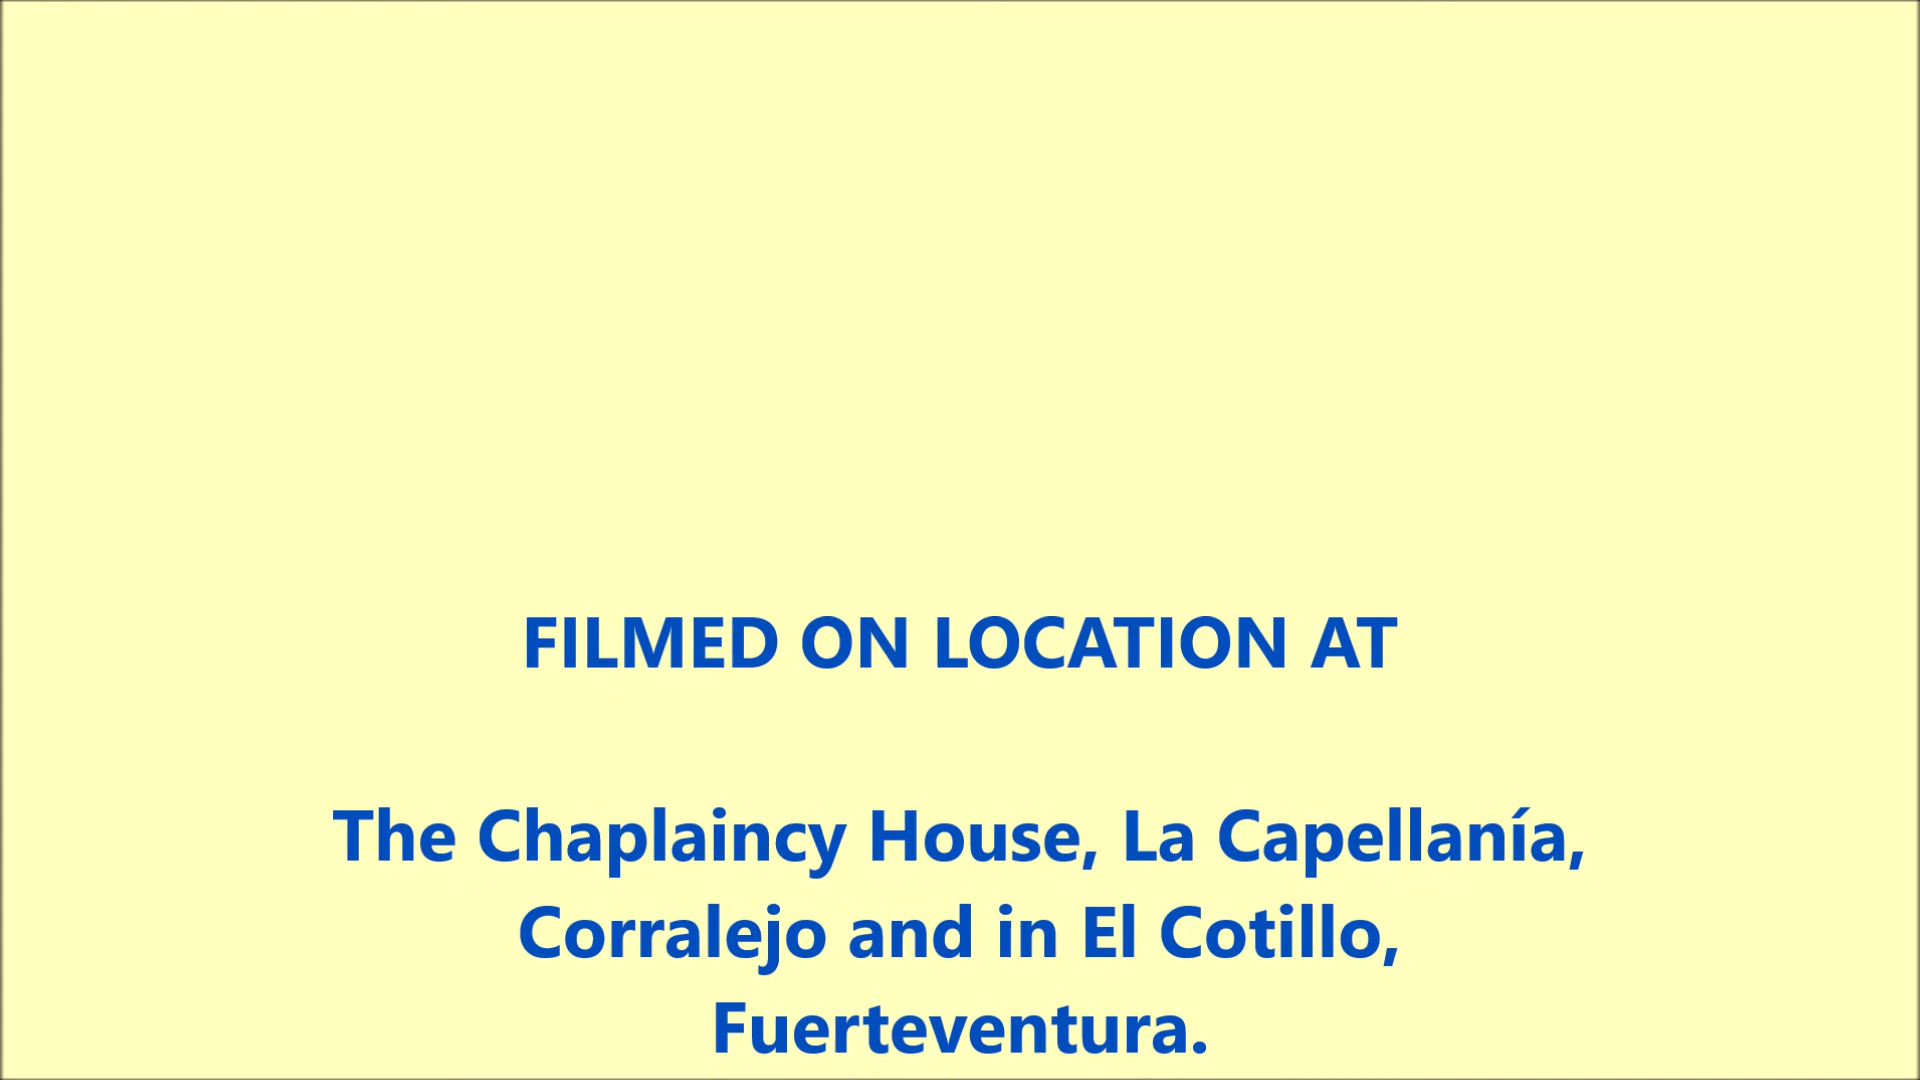 FILMED ON LOCATION AT
The Chaplaincy House, La Capellanía,
Corralejo and in El Cotillo,
Fuerteventura.